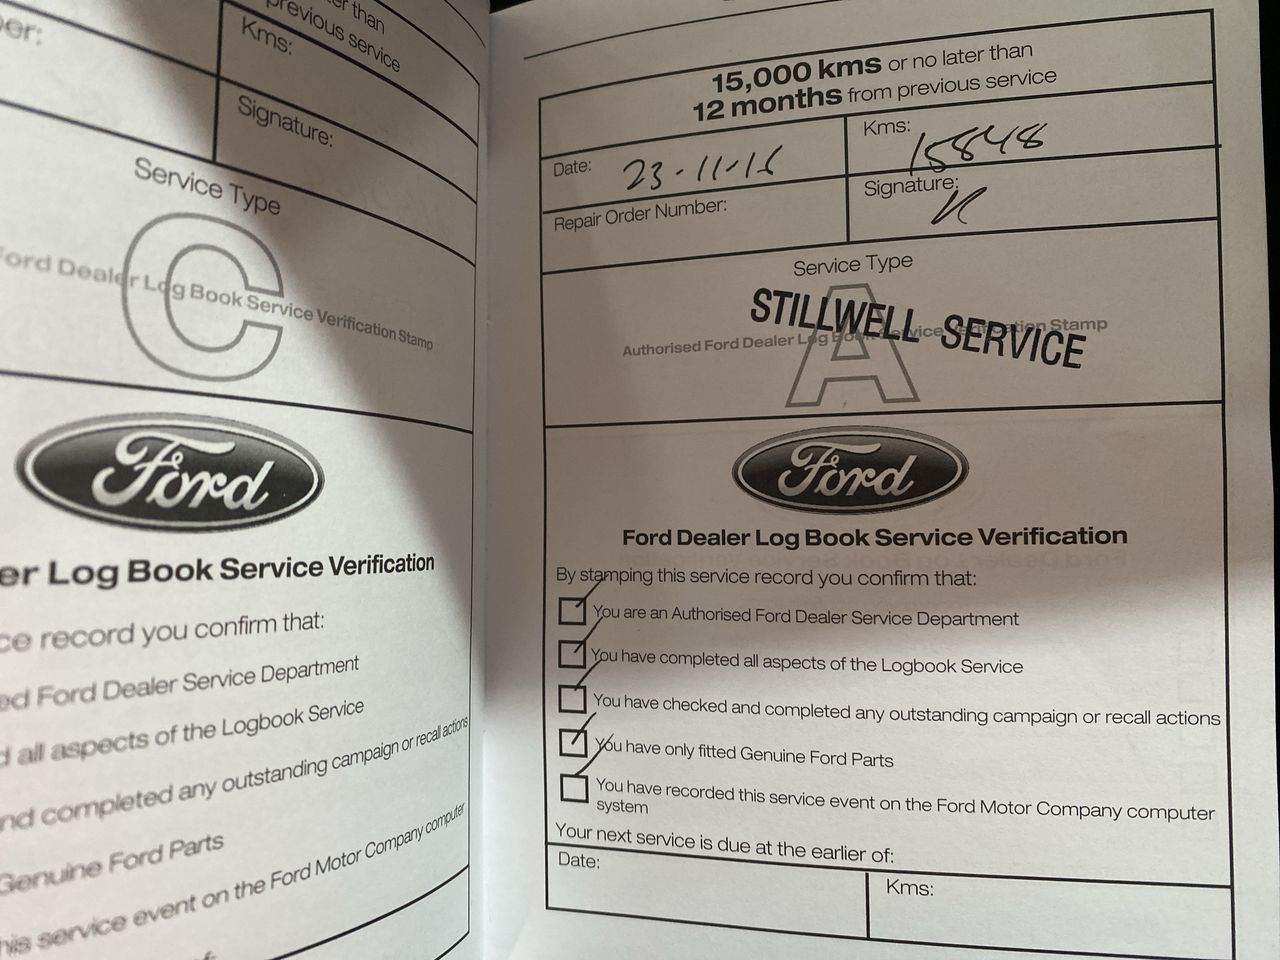 er:
er than
previous service
Kms:
Signature:
Service Type
C
Ford Dealer Log Book Service Verification Stamp
Ford
er Log Book Service Verification
ce record you confirm that:
ed Ford Dealer Service Department
d all aspects of the Logbook Service
nd completed any outstanding campaign or recall actions
Genuine Ford Parts
his service event on the Ford Motor Company computer
of:
15,000 kms or no later than
12 months from previous service
Date: 23-11-16
Kms: 15848
Repair Order Number:
Signature:
Service Type
A
STILLWELL SERVICE
Authorised Ford Dealer Log Book Service Verification Stamp
Ford
Ford Dealer Log Book Service Verification
By stamping this service record you confirm that:
You are an Authorised Ford Dealer Service Department
You have completed all aspects of the Logbook Service
You have checked and completed any outstanding campaign or recall actions
You have only fitted Genuine Ford Parts
You have recorded this service event on the Ford Motor Company computer
system
Your next service is due at the earlier of:
Date:
Kms: